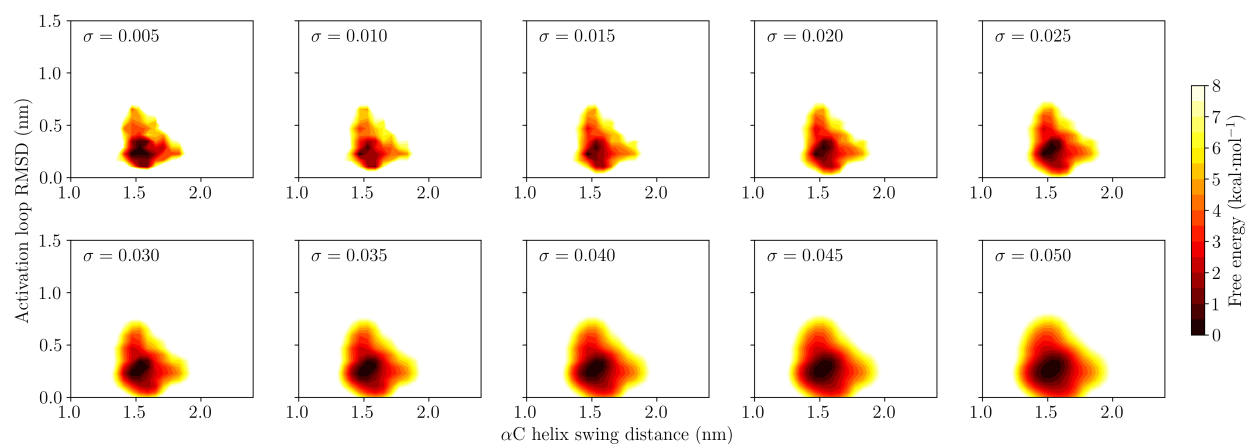 σ = 0.005
σ = 0.010
σ = 0.015
σ = 0.020
σ = 0.025
1.5
1.0
0.5
0.0
1.0 1.5 2.0
1.0 1.5 2.0
1.0 1.5 2.0
1.0 1.5 2.0
1.0 1.5 2.0
σ = 0.030
σ = 0.035
σ = 0.040
σ = 0.045
σ = 0.050
1.5
1.0
0.5
0.0
1.0 1.5 2.0
1.0 1.5 2.0
1.0 1.5 2.0
1.0 1.5 2.0
1.0 1.5 2.0
Activation loop RMSD (nm)
αC helix swing distance (nm)
8
7
6
5
4
3
2
1
0
Free energy (kcal·mol⁻¹)